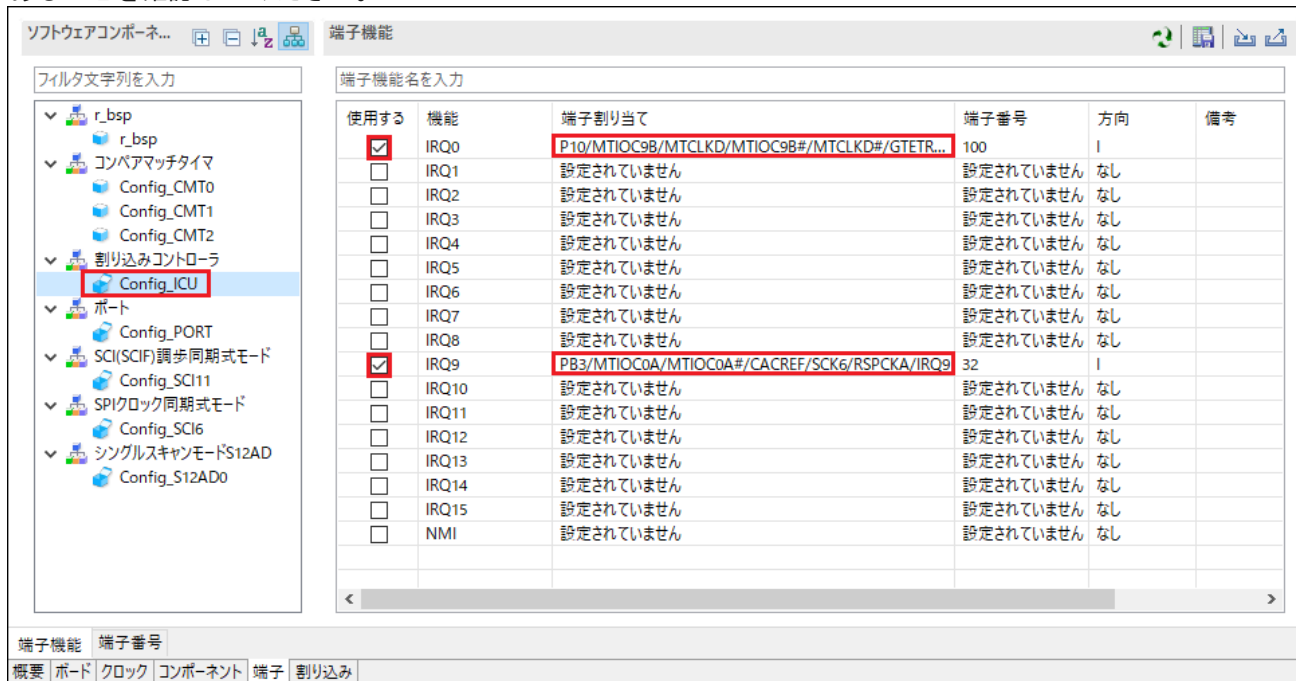 ソフトウェアコンポーネ...
端子機能
フィルタ文字列を入力
端子機能名を入力
r_bsp
r_bsp
コンペアマッチタイマ
Config_CMT0
Config_CMT1
Config_CMT2
割り込みコントローラ
Config_ICU
ポート
Config_PORT
SCI(SCIF)調歩同期式モード
Config_SCI11
SPIクロック同期式モード
Config_SCI6
シングルスキャンモードS12AD
Config_S12AD0
使用する 機能 端子割り当て 端子番号 方向 備考
IRQ0 P10/MTIOC9B/MTCLKD/MTIOC9B#/MTCLKD#/GTETR... 100 I
IRQ1 設定されていません 設定されていません なし
IRQ2 設定されていません 設定されていません なし
IRQ3 設定されていません 設定されていません なし
IRQ4 設定されていません 設定されていません なし
IRQ5 設定されていません 設定されていません なし
IRQ6 設定されていません 設定されていません なし
IRQ7 設定されていません 設定されていません なし
IRQ8 設定されていません 設定されていません なし
IRQ9 PB3/MTIOC0A/MTIOC0A#/CACREF/SCK6/RSPCKA/IRQ9 32 I
IRQ10 設定されていません 設定されていません なし
IRQ11 設定されていません 設定されていません なし
IRQ12 設定されていません 設定されていません なし
IRQ13 設定されていません 設定されていません なし
IRQ14 設定されていません 設定されていません なし
IRQ15 設定されていません 設定されていません なし
NMI 設定されていません 設定されていません なし
端子機能 端子番号
概要 ボード クロック コンポーネント 端子 割り込み